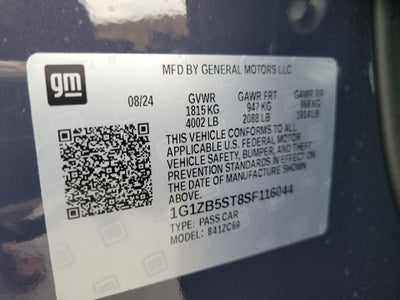 gm
MFD BY GENERAL MOTORS LLC
08/24 GVWR GAWR FRT GAWR RR
1815 KG 947 KG 868 KG
4002 LB 2088 LB 1914 LB
THIS VEHICLE CONFORMS TO ALL
APPLICABLE U.S. FEDERAL MOTOR
VEHICLE SAFETY, BUMPER, AND THEFT
PREVENTION STANDARDS IN EFFECT ON
THE DATE OF MANUFACTURE SHOWN
ABOVE.
1G1ZB5ST8SF116044
TYPE: PASS CAR
MODEL: 841ZC69